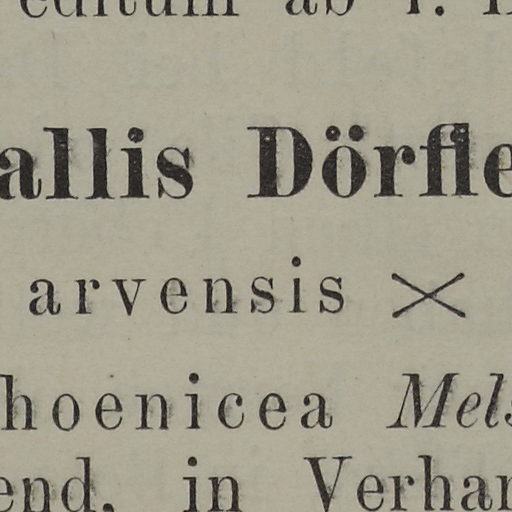 editum ab I.
allis Dörfle
arvensis ×
hoenicea Mels
end. in Verhan